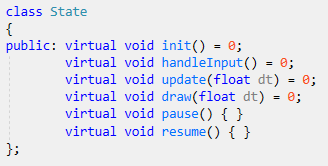 class State
{
public: virtual void init() = 0;
virtual void handleInput() = 0;
virtual void update(float dt) = 0;
virtual void draw(float dt) = 0;
virtual void pause() { }
virtual void resume() { }
};